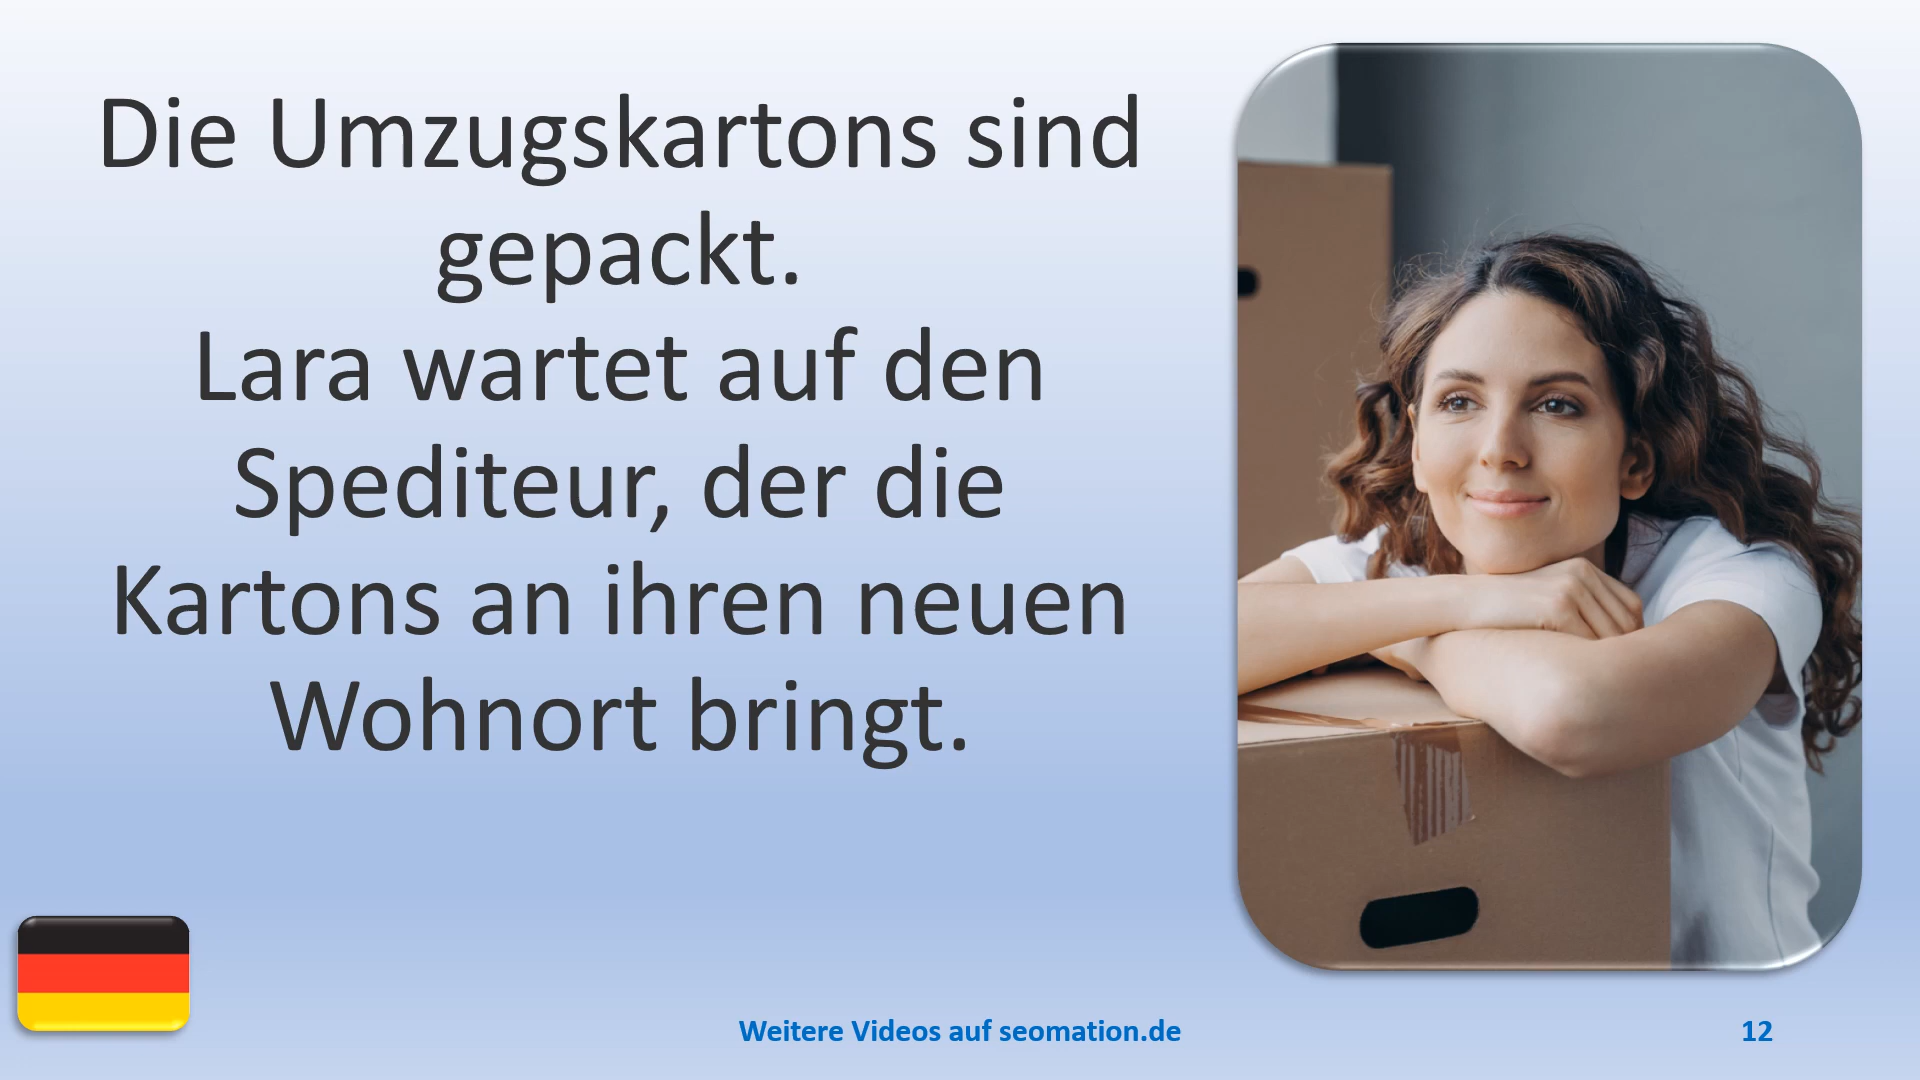 Die Umzugskartons sind
gepackt.
Lara wartet auf den
Spediteur, der die
Kartons an ihren neuen
Wohnort bringt.
Weitere Videos auf seomation.de
12